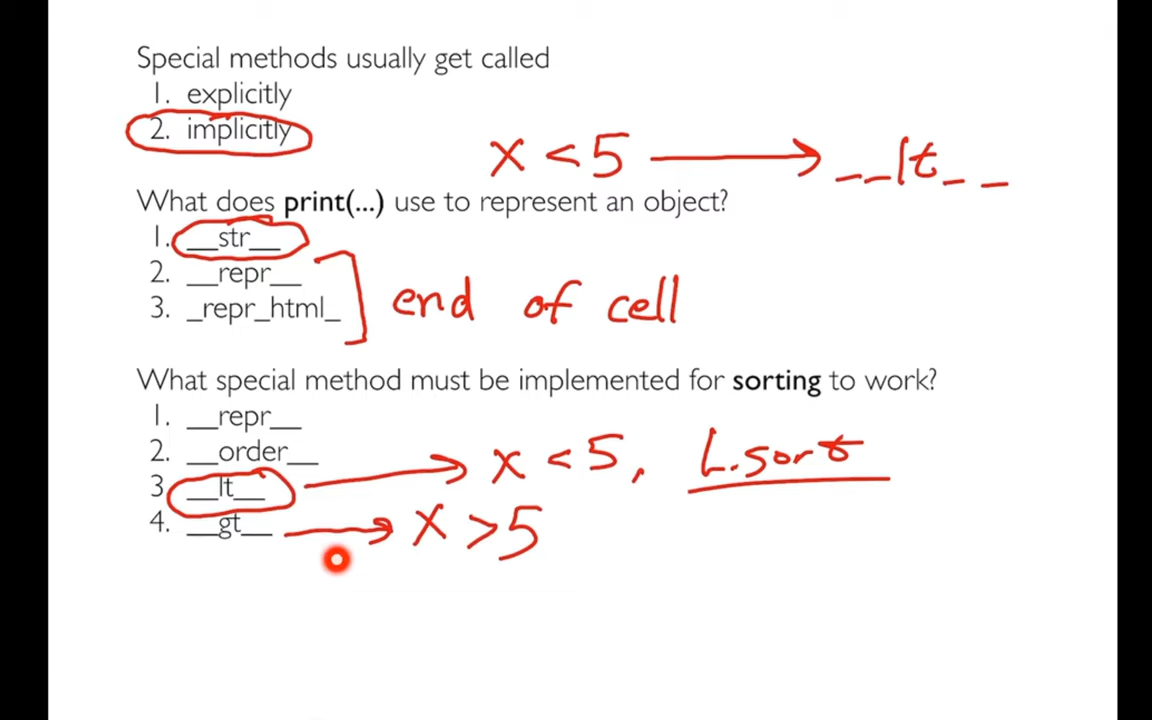 Special methods usually get called
1. explicitly
2. implicitly
x < 5 → __lt__
What does print(...) use to represent an object?
1. __str__
2. __repr__
3. _repr_html_
end of cell
What special method must be implemented for sorting to work?
1. __repr__
2. __order__
3 __lt__ → x < 5, L.sort
4. __gt__ → x > 5